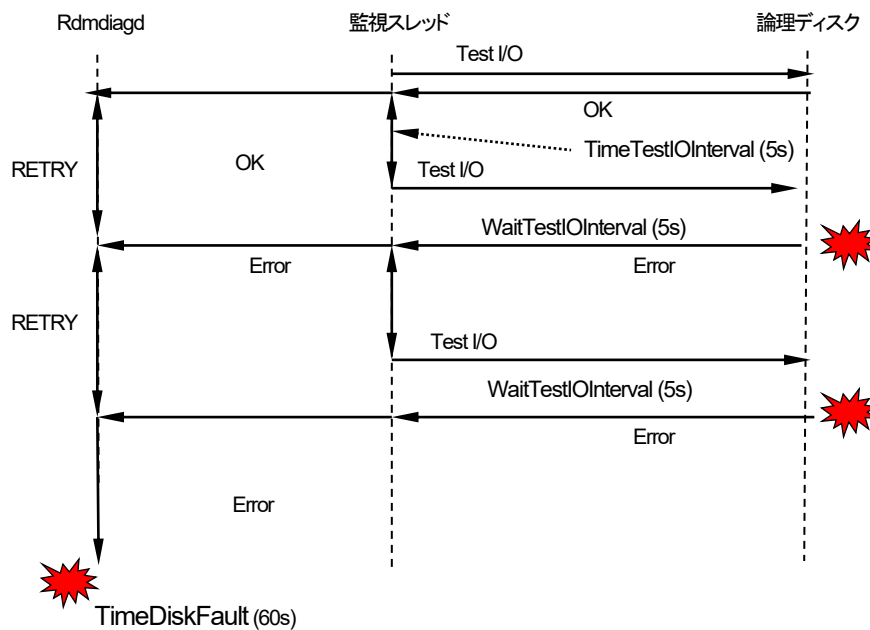 Rdmdiagd
監視スレッド
論理ディスク
Test I/O
OK
TimeTestIOInterval (5s)
OK
RETRY
Test I/O
WaitTestIOInterval (5s)
Error
Error
RETRY
Test I/O
WaitTestIOInterval (5s)
Error
Error
TimeDiskFault (60s)